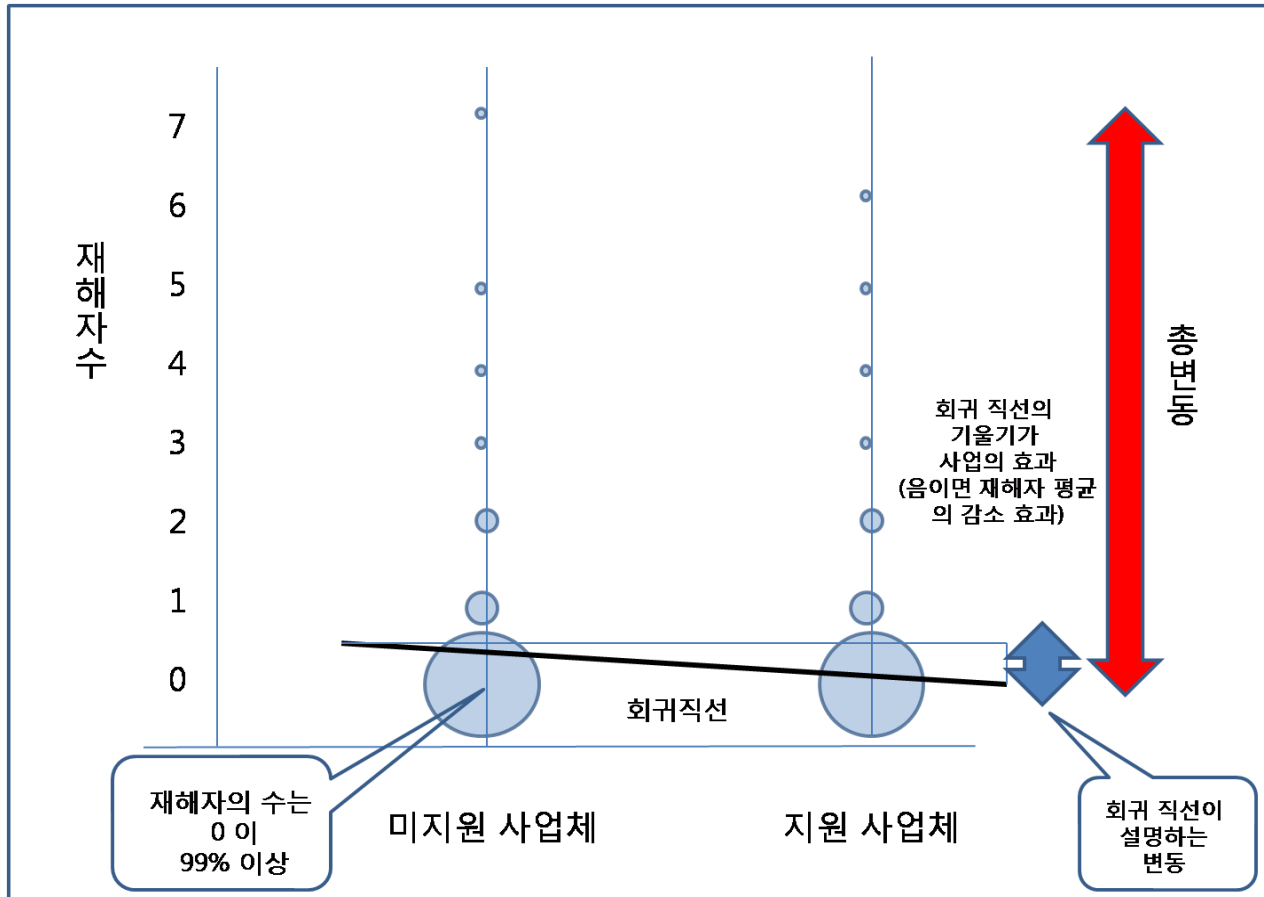 재해자수
7
6
5
4
3
2
1
0
회귀 직선의
기울기가
사업의 효과
(음이면 재해자 평균
의 감소 효과)
총변동
회귀직선
재해자의 수는
0 이
99% 이상
미지원 사업체
지원 사업체
회귀 직선이
설명하는
변동